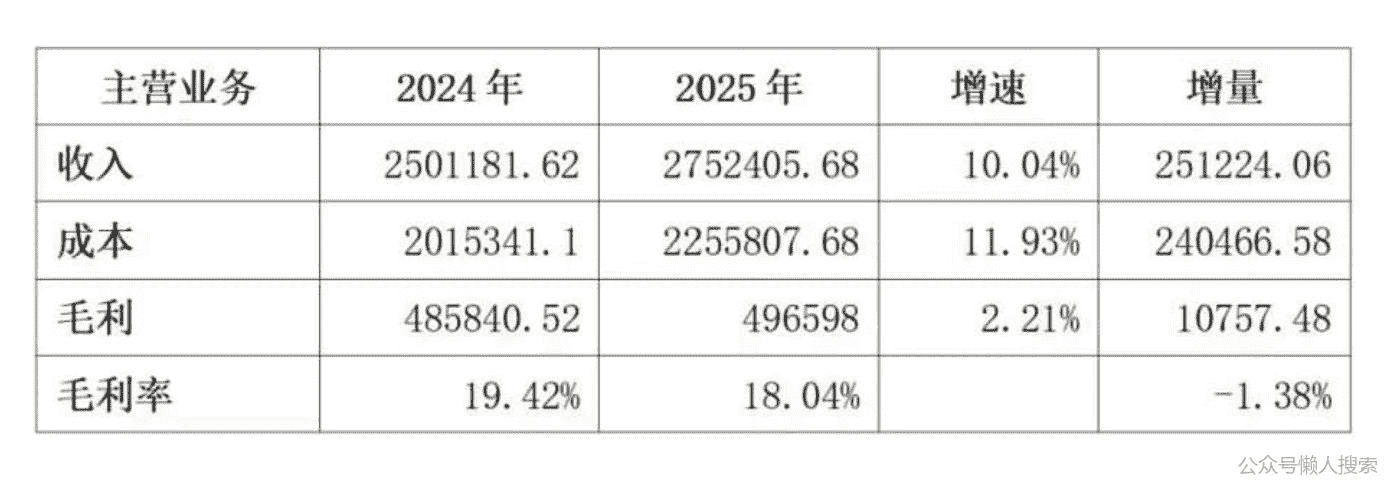 主营业务 2024年 2025年 增速 增量
收入 2501181.62 2752405.68 10.04% 251224.06
成本 2015341.1 2255807.68 11.93% 240466.58
毛利 485840.52 496598 2.21% 10757.48
毛利率 19.42% 18.04% -1.38%
公众号懒人搜索